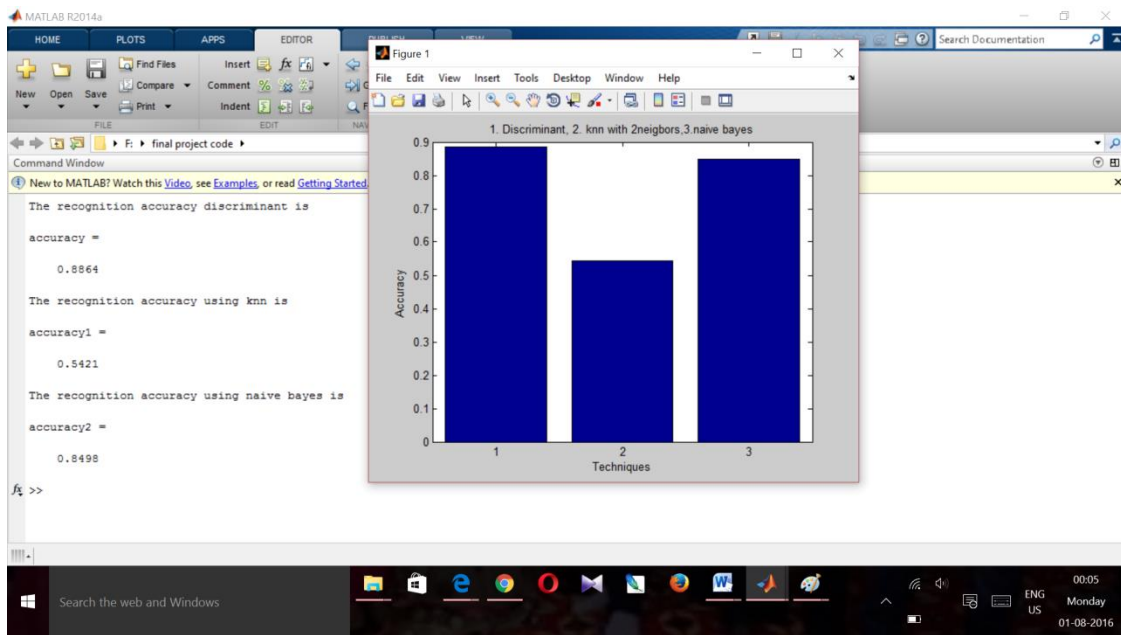 MATLAB R2014a
HOME PLOTS APPS EDITOR
Search Documentation
New Open Save
Find Files
Compare
Print
FILE
Insert fx
Comment
Indent
EDIT
F: final project code
Command Window
New to MATLAB? Watch this Video, see Examples, or read Getting Started.
The recognition accuracy discriminant is
accuracy =
0.8864
The recognition accuracy using knn is
accuracy1 =
0.5421
The recognition accuracy using naive bayes is
accuracy2 =
0.8498
fx >>
Figure 1
File Edit View Insert Tools Desktop Window Help
1. Discriminant, 2. knn with 2neigbors,3.naive bayes
0.9
0.8
0.7
0.6
0.5
0.4
0.3
0.2
0.1
0
Accuracy
1 2 3
Techniques
Search the web and Windows
ENG
US
00:05
Monday
01-08-2016